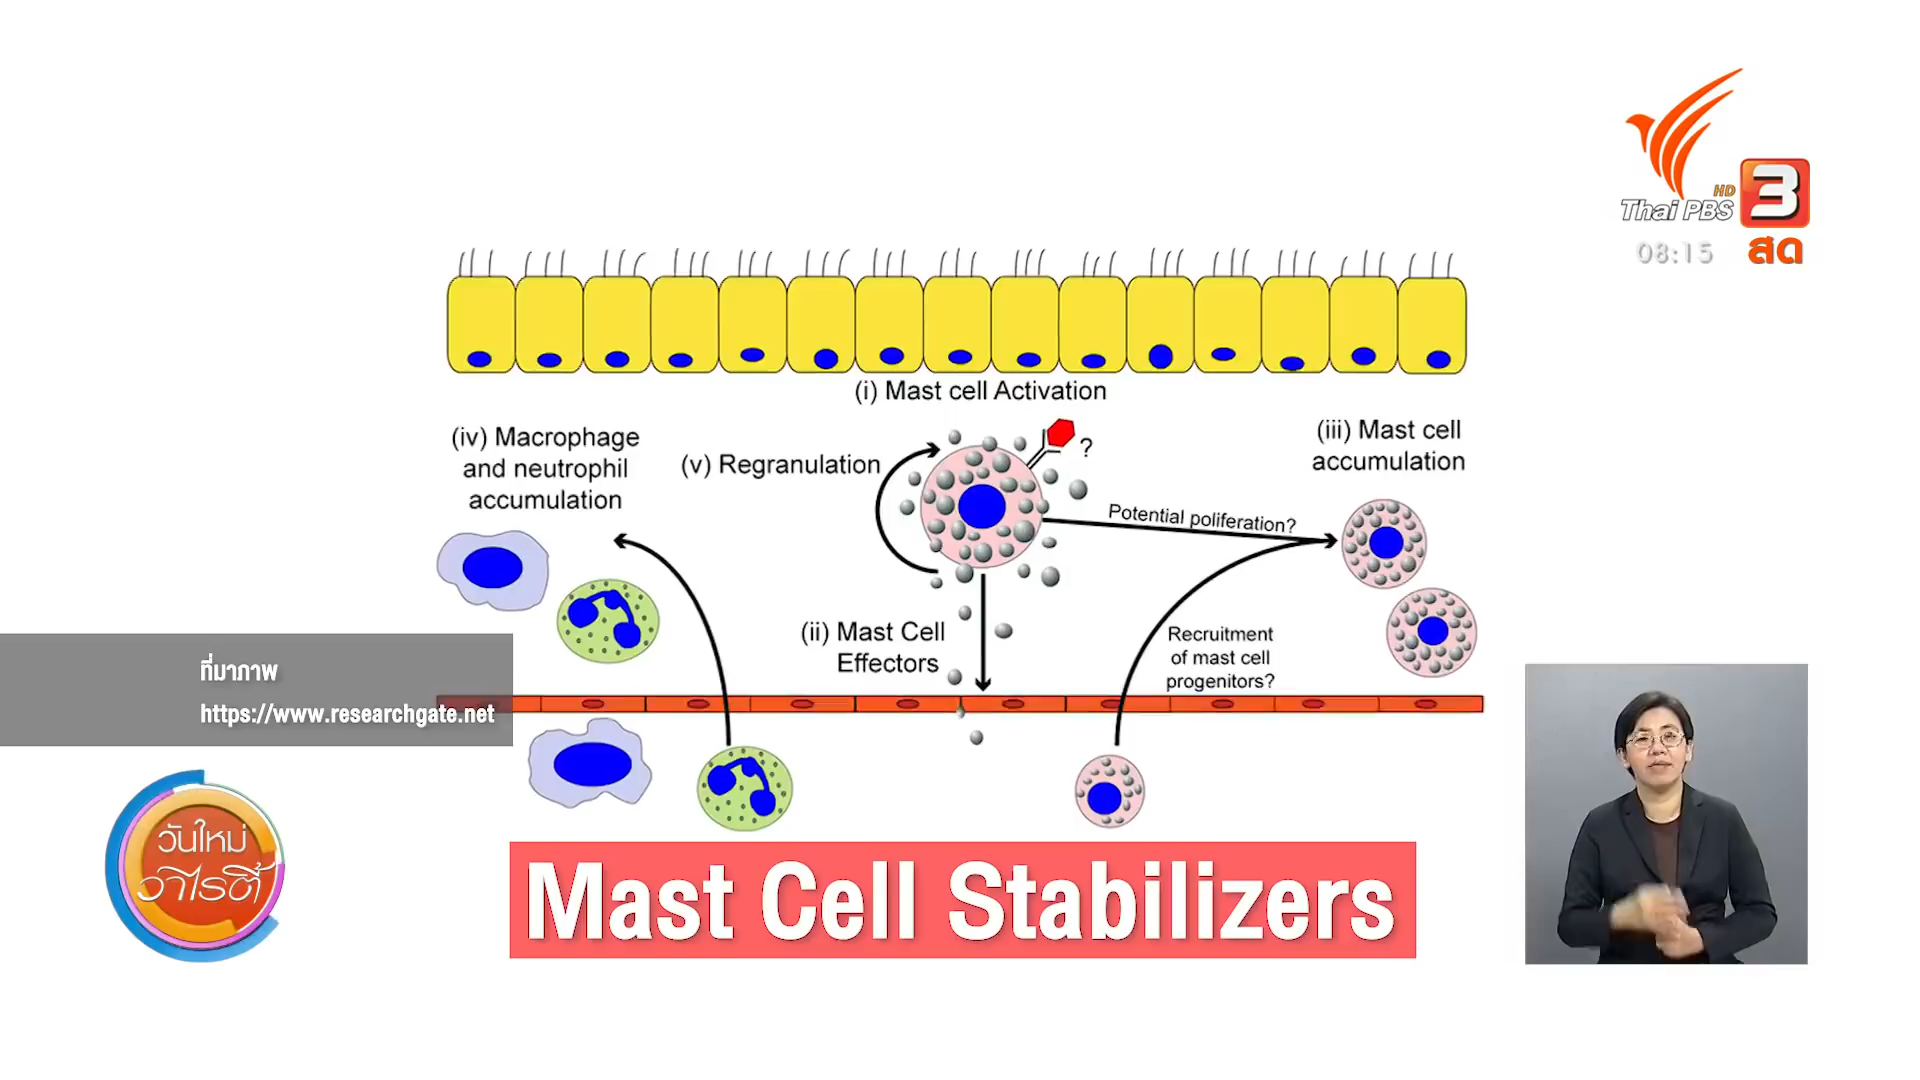 HD
Thai PBS 3
08:15 สด
(i) Mast cell Activation
(iv) Macrophage
and neutrophil
accumulation
(v) Regranulation
?
(iii) Mast cell
accumulation
Potential poliferation?
(ii) Mast Cell
Effectors
Recruitment
of mast cell
progenitors?
ที่มาภาพ
https://www.researchgate.net
วันใหม่
วาไรตี้
Mast Cell Stabilizers